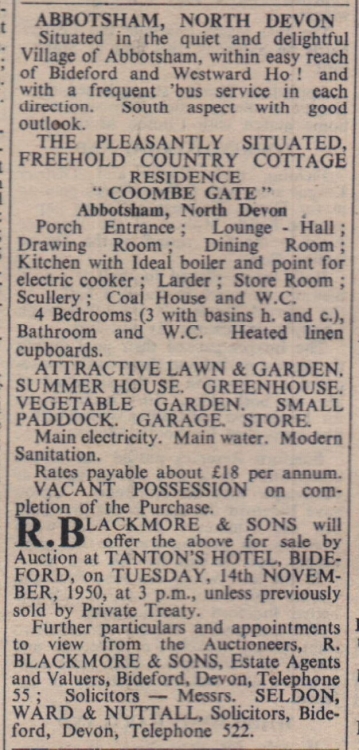 ABBOTSHAM, NORTH DEVON
Situated in the quiet and delightful
Village of Abbotsham, within easy reach
of Bideford and Westward Ho! and
with a frequent 'bus service in each
direction. South aspect with good
outlook.
THE PLEASANTLY SITUATED,
FREEHOLD COUNTRY COTTAGE
RESIDENCE
"COOMBE GATE"
Abbotsham, North Devon
Porch Entrance; Lounge-Hall;
Drawing Room; Dining Room;
Kitchen with Ideal boiler and point for
electric cooker; Larder; Store Room;
Scullery; Coal House and W.C.
4 Bedrooms (3 with basins h. and c.),
Bathroom and W.C. Heated linen
cupboards.
ATTRACTIVE LAWN & GARDEN.
SUMMER HOUSE. GREENHOUSE.
VEGETABLE GARDEN. SMALL
PADDOCK. GARAGE. STORE.
Main electricity. Main water. Modern
Sanitation.
Rates payable about £18 per annum.
VACANT POSSESSION on com-
pletion of the Purchase.
R. BLACKMORE & SONS will
offer the above for sale by
Auction at TANTON'S HOTEL, BIDE-
FORD, on TUESDAY, 14th NOVEM-
BER, 1950, at 3 p.m., unless previously
sold by Private Treaty.
Further particulars and appointments
to view from the Auctioneers, R.
BLACKMORE & SONS, Estate Agents
and Valuers, Bideford, Devon, Telephone
55; Solicitors — Messrs. SELDON,
WARD & NUTTALL, Solicitors, Bide-
ford, Devon, Telephone 522.